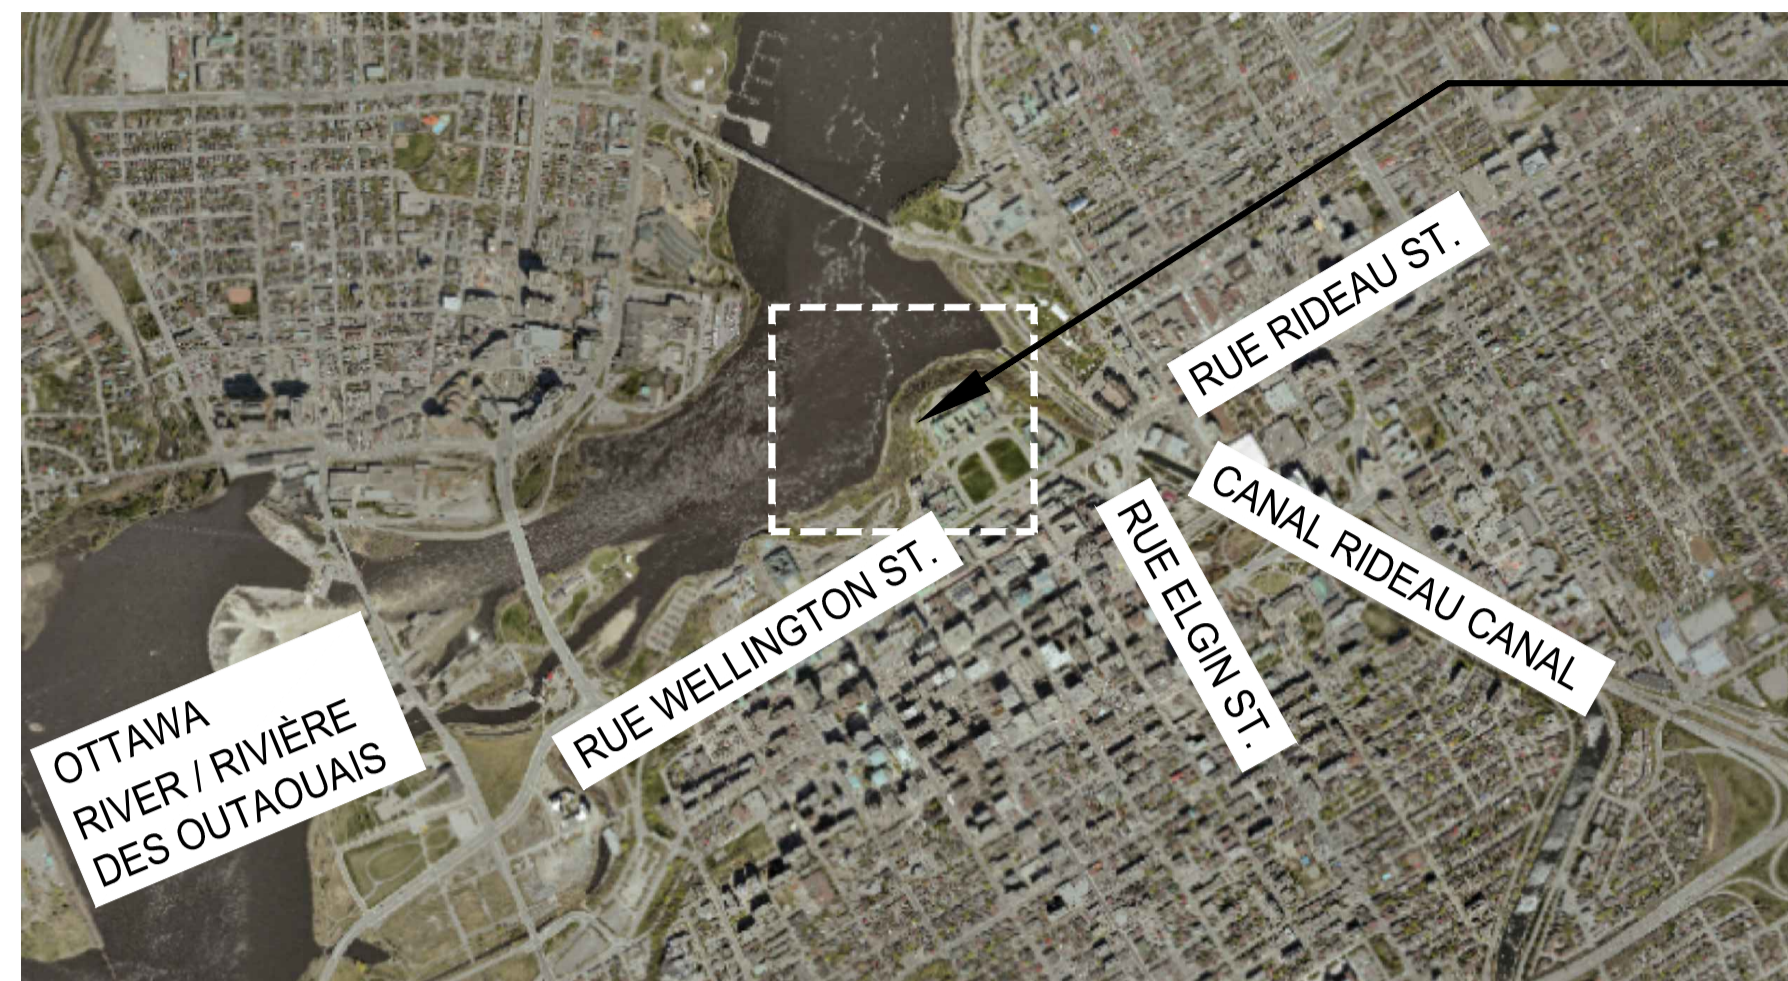 RUE RIDEAU ST.
CANAL RIDEAU CANAL
RUE ELGIN ST.
RUE WELLINGTON ST.
OTTAWA
RIVER / RIVIÈRE
DES OUTAOUAIS